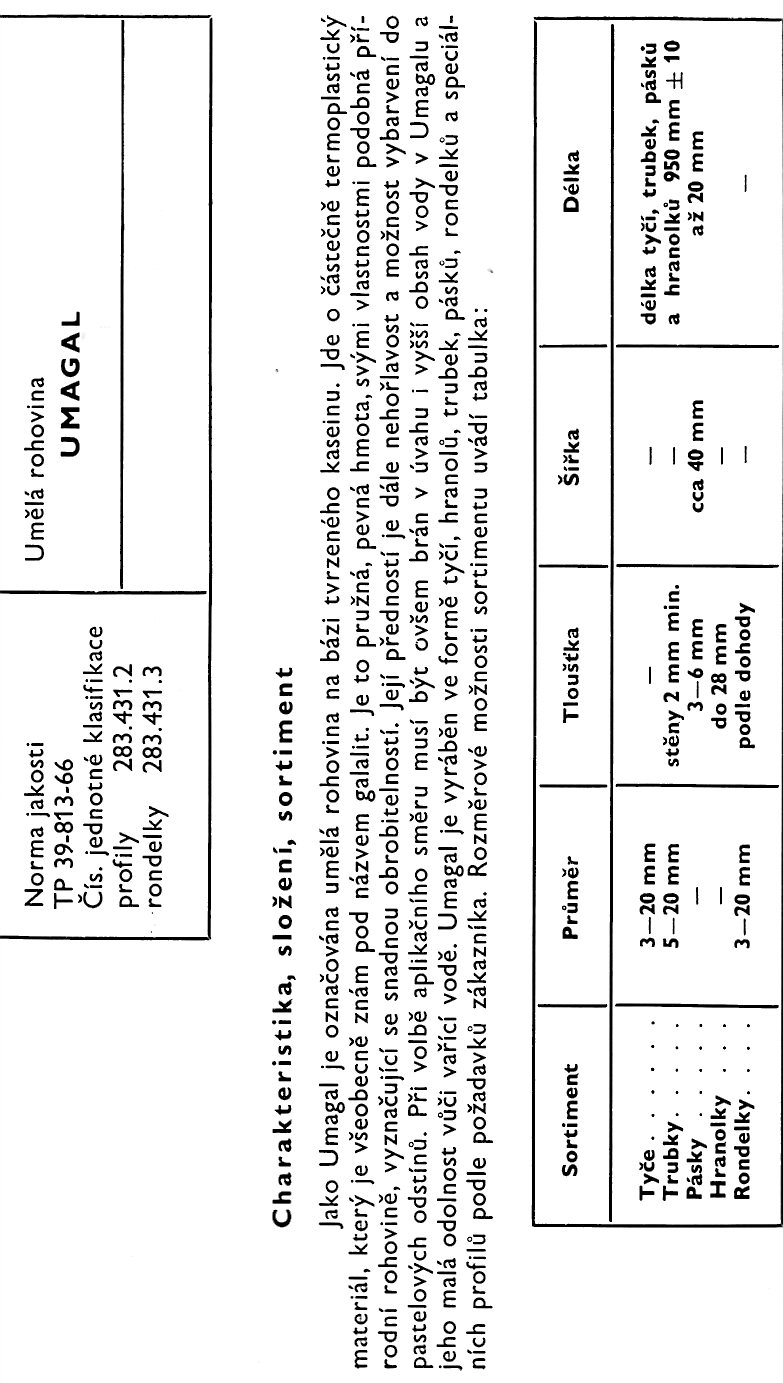 Norma jakosti
TP 39-813-66
Čís. jednotné klasifikace
profily 283.431.2
rondelky 283.431.3
Umělá rohovina
UMAGAL
Charakteristika, složení, sortiment
Jako Umagal je označována umělá rohovina na bázi tvrzeného kaseinu. Jde o částečně termoplastický
materiál, který je všeobecně znám pod názvem galalit. Je to pružná, pevná hmota, svými vlastnostmi podobná pří-
rodní rohovině, vyznačující se snadnou obrobitelností. Její předností je dále nehořlavost a možnost vybarvení do
pastelových odstínů. Při volbě aplikačního směru musí být ovšem brán v úvahu i vyšší obsah vody v Umagalu a
jeho malá odolnost vůči vařící vodě. Umagal je vyráběn ve formě tyčí, hranolů, trubek, pásků, rondelků a speciál-
ních profilů podle požadavků zákazníka. Rozměrové možnosti sortimentu uvádí tabulka:
Sortiment Průměr Tloušťka Šířka Délka
Tyče . . . . . . . 3—20 mm — — délka tyčí, trubek, pásků
Trubky. . . . . . 5—20 mm stěny 2 mm min. — a hranolků 950 mm ± 10
Pásky . . . . . . — 3—6 mm cca 40 mm až 20 mm
Hranolky . . . — do 28 mm —
Rondelky. . . . 3—20 mm podle dohody — —